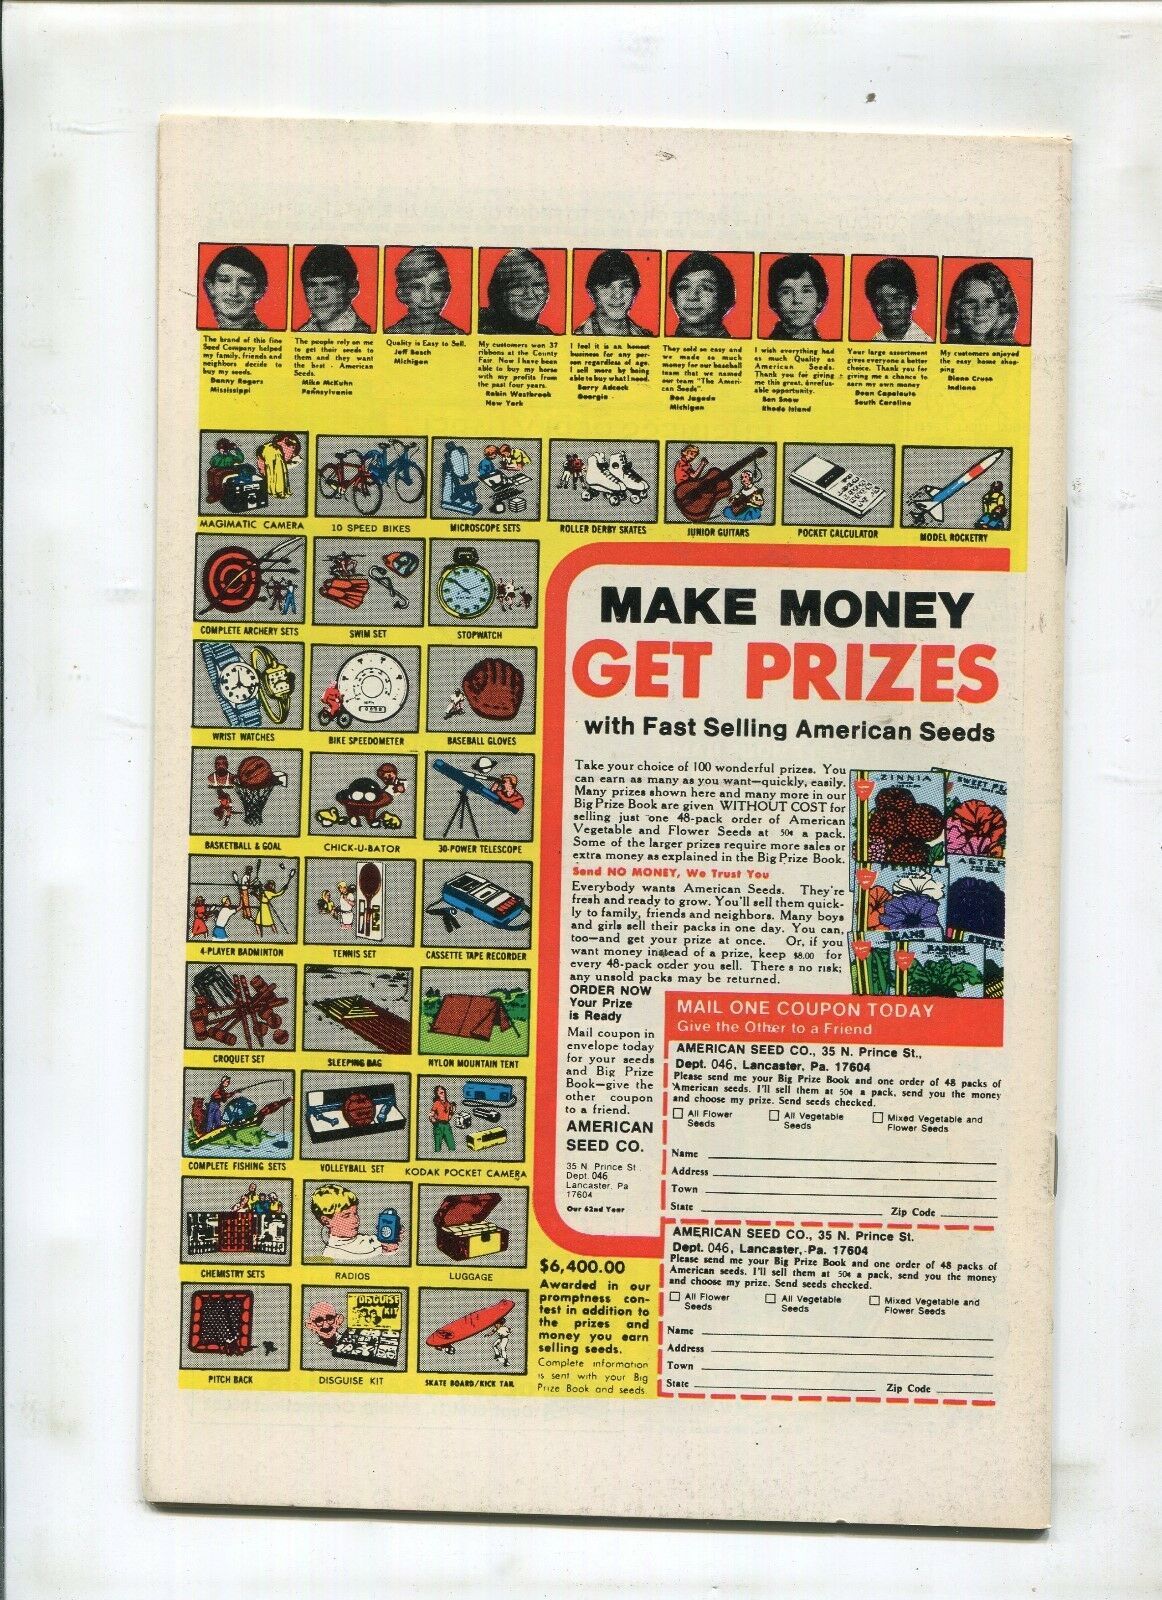 The brand of this fine
Seed Company helped
my family, friends and
neighbors decide to
buy my seeds.
Danny Rogers
Mississippi
The people rely on me
to get their seeds to
them and they want
the best - American
Seeds.
Mike McKuhn
Pennsylvania
Quality is Easy to Sell.
Jeff Beach
Michigan
My customers won 37
ribbons at the County
Fair. Now I have been
able to buy my horse
with my profits from
the past four years.
Robin Westbrook
New York
I feel it is an honest
business for any per-
son regardless of age.
I sell more by being
able to buy what I need.
Barry Adcock
Georgia
They sold so easy and
we made so much
money for our baseball
team that we named
our team "The Ameri-
can Seeds"
Don Jagoda
Michigan
I wish everything had
as much Quality as
American Seeds.
Thank you for giving
me this great, irrefus-
able opportunity.
Ben Snow
Rhode Island
Your large assortment
gives everyone a better
choice. Thank you for
giving me a chance to
earn my own money
Dean Capaleuto
South Carolina
My customers enjoyed
the easy home shop-
ping
Diane Cruse
Indiana
MAGIMATIC CAMERA
10 SPEED BIKES
MICROSCOPE SETS
ROLLER DERBY SKATES
JUNIOR GUITARS
POCKET CALCULATOR
MODEL ROCKETRY
COMPLETE ARCHERY SETS
SWIM SET
STOPWATCH
WRIST WATCHES
BIKE SPEEDOMETER
BASEBALL GLOVES
BASKETBALL & GOAL
CHICK-U-BATOR
30-POWER TELESCOPE
4-PLAYER BADMINTON
TENNIS SET
CASSETTE TAPE RECORDER
CROQUET SET
SLEEPING BAG
NYLON MOUNTAIN TENT
COMPLETE FISHING SETS
VOLLEYBALL SET
KODAK POCKET CAMERA
CHEMISTRY SETS
RADIOS
LUGGAGE
DISGUISE
KIT
PITCH BACK
DISGUISE KIT
SKATE BOARD/KICK TAIL
MAKE MONEY
GET PRIZES
with Fast Selling American Seeds
Take your choice of 100 wonderful prizes. You
can earn as many as you want—quickly, easily.
Many prizes shown here and many more in our
Big Prize Book are given WITHOUT COST for
selling just one 48-pack order of American
Vegetable and Flower Seeds at 50¢ a pack.
Some of the larger prizes require more sales or
extra money as explained in the Big Prize Book.
Send NO MONEY, We Trust You
Everybody wants American Seeds. They're
fresh and ready to grow. You'll sell them quick-
ly to family, friends and neighbors. Many boys
and girls sell their packs in one day. You can,
too—and get your prize at once. Or, if you
want money instead of a prize, keep $8.00 for
every 48-pack order you sell. There s no risk;
any unsold packs may be returned.
ZINNIA
SWEET
ASTER
BEANS
RADISH
ORDER NOW
Your Prize
is Ready
Mail coupon in
envelope today
for your seeds
and Big Prize
Book—give the
other coupon
to a friend.
AMERICAN
SEED CO.
35 N. Prince St.
Dept. 046
Lancaster, Pa
17604
Our 62nd Year
MAIL ONE COUPON TODAY
Give the Other to a Friend
AMERICAN SEED CO., 35 N. Prince St.,
Dept. 046, Lancaster, Pa. 17604
Please send me your Big Prize Book and one order of 48 packs of
American seeds. I'll sell them at 50¢ a pack, send you the money
and choose my prize. Send seeds checked.
All Flower
Seeds
All Vegetable
Seeds
Mixed Vegetable and
Flower Seeds
Name
Address
Town
State Zip Code
AMERICAN SEED CO., 35 N. Prince St.
Dept. 046, Lancaster, Pa. 17604
Please send me your Big Prize Book and one order of 48 packs of
American seeds. I'll sell them at 50¢ a pack, send you the money
and choose my prize. Send seeds checked.
All Flower
Seeds
All Vegetable
Seeds
Mixed Vegetable and
Flower Seeds
Name
Address
Town
State Zip Code
$6,400.00
Awarded in our
promptness con-
test in addition to
the prizes and
money you earn
selling seeds.
Complete information
is sent with your Big
Prize Book and seeds.